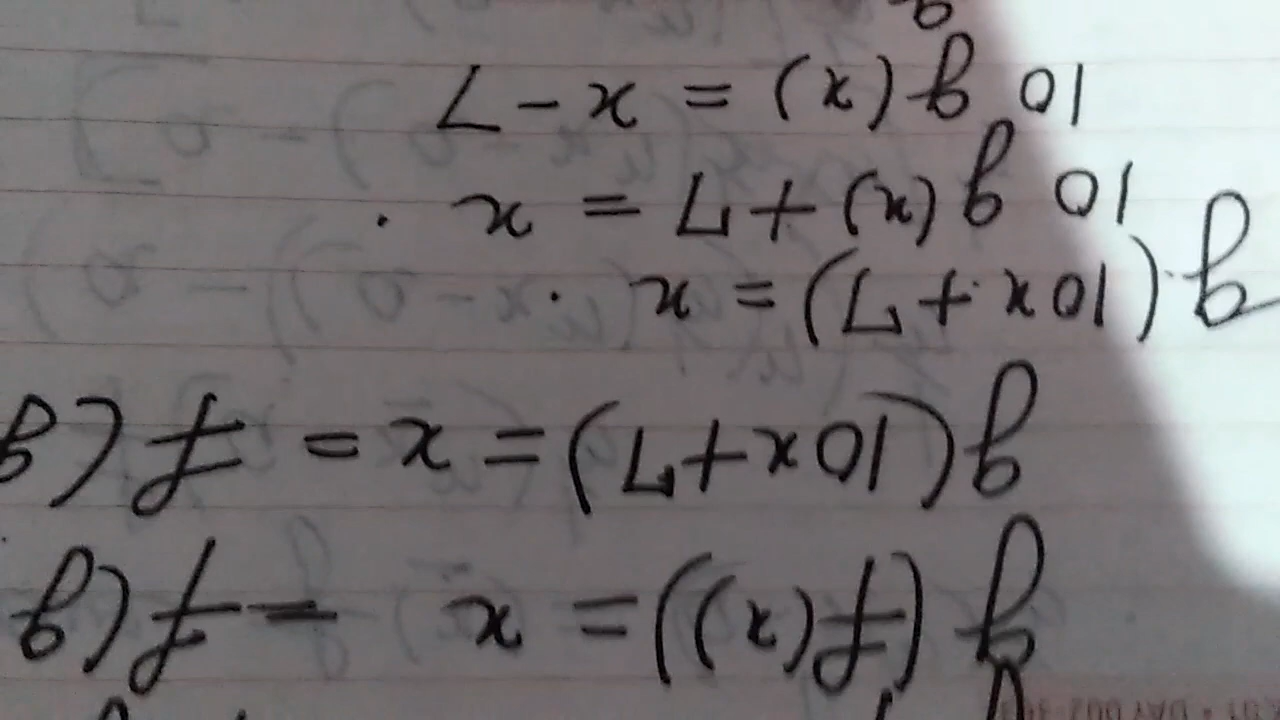 g(f(x)) = x = f(g
g(10x+7) = x = f(g
g(10x+7) = x .
10 g(x) + 7 = x .
10 g(x) = x - 7